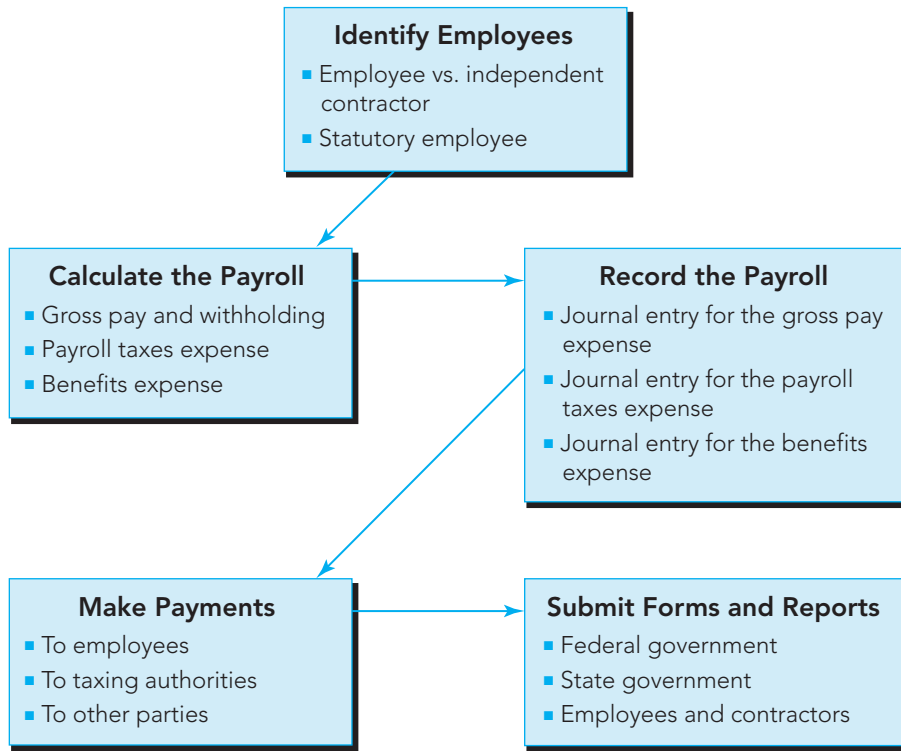 Identify Employees
■ Employee vs. independent
contractor
■ Statutory employee
Calculate the Payroll
■ Gross pay and withholding
■ Payroll taxes expense
■ Benefits expense
Record the Payroll
■ Journal entry for the gross pay
expense
■ Journal entry for the payroll
taxes expense
■ Journal entry for the benefits
expense
Make Payments
■ To employees
■ To taxing authorities
■ To other parties
Submit Forms and Reports
■ Federal government
■ State government
■ Employees and contractors